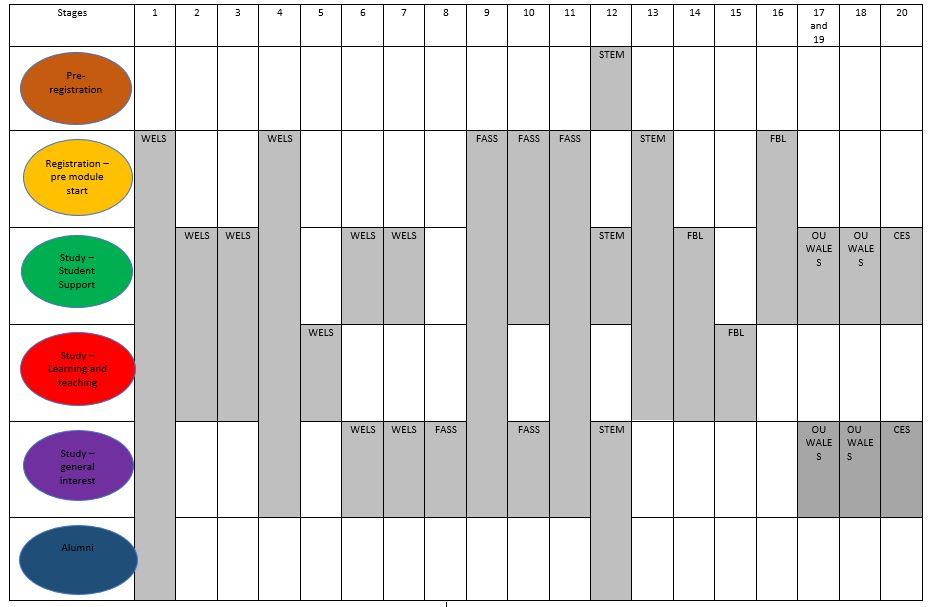 Stages 1 2 3 4 5 6 7 8 9 10 11 12 13 14 15 16 17 18 20
and
19
STEM
Pre-
registration
WELS WELS FASS FASS FASS STEM FBL
Registration –
pre module
start
WELS WELS WELS WELS STEM FBL OU OU CES
WALE WALE
S S
Study –
Student
Support
WELS FBL
Study –
Learning and
teaching
WELS WELS FASS FASS STEM OU OU CES
WALE WALE
S S
Study –
general
interest
Alumni